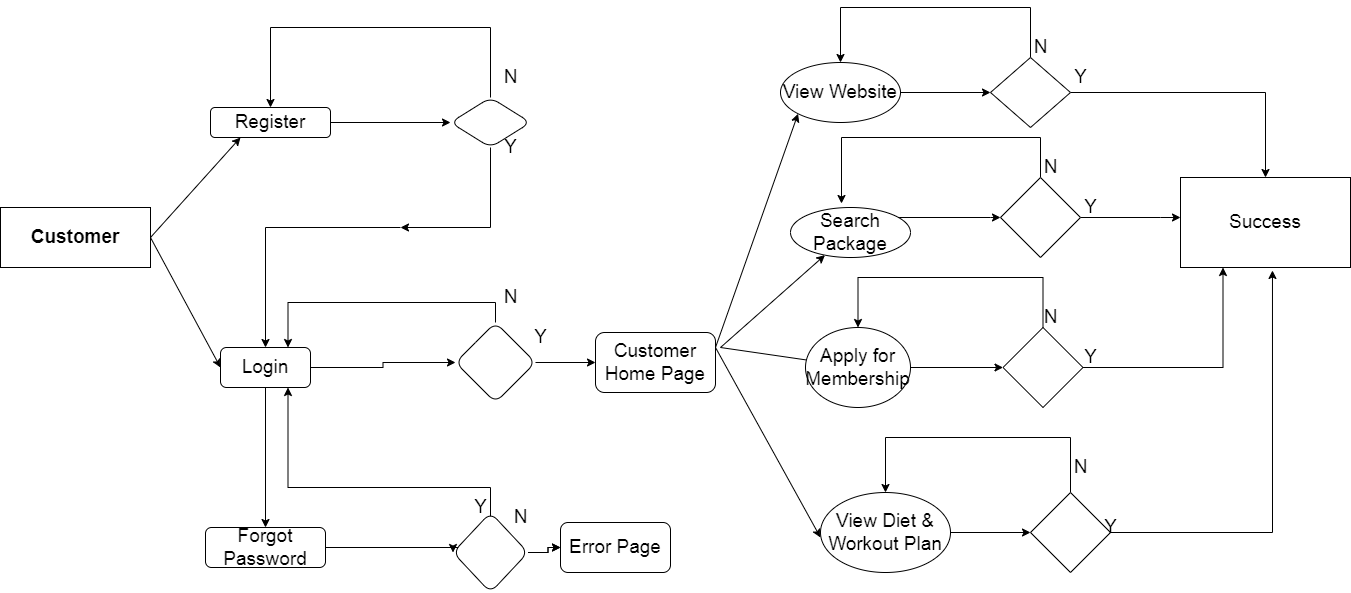 N
Y
View Website
N
Register
Y
N
Y
Search
Package
Success
Customer
N
Y
N
Y
Login
Customer
Home Page
Apply for
Membership
N
Y
N
Y
Forgot
Password
Y
N
Error Page
View Diet &
Workout Plan